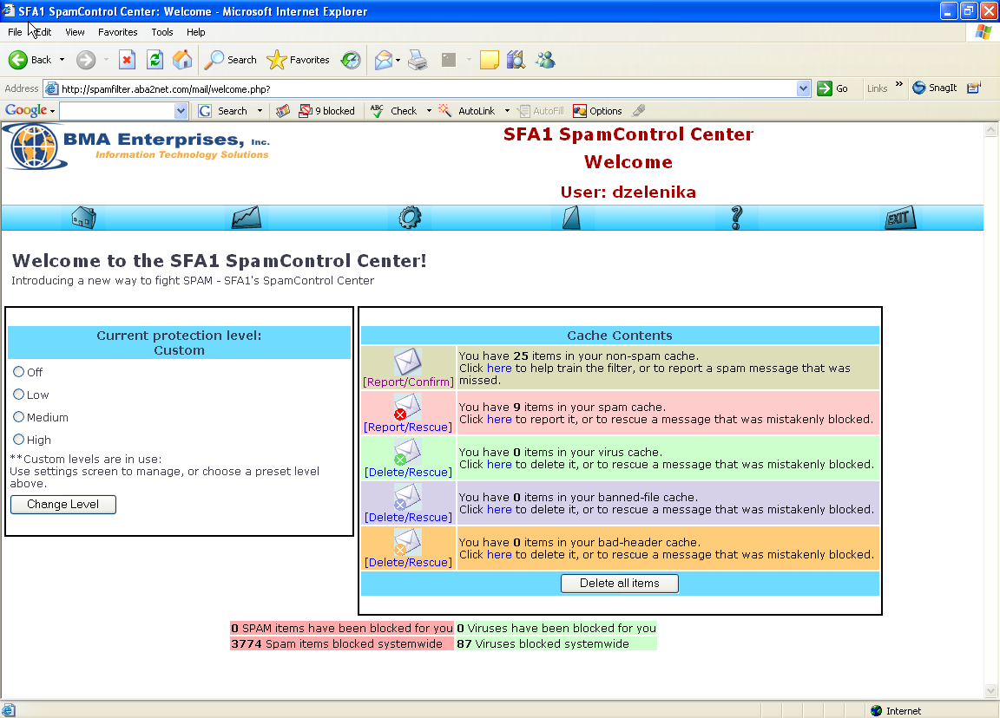 SFA1 SpamControl Center: Welcome - Microsoft Internet Explorer
File Edit View Favorites Tools Help
Back Search Favorites
Address http://spamfilter.aba2net.com/mail/welcome.php? Go Links » SnagIt
Google Search 9 blocked ABC Check AutoLink AutoFill Options
BMA Enterprises, Inc.
Information Technology Solutions
SFA1 SpamControl Center
Welcome
User: dzelenika
? EXIT
Welcome to the SFA1 SpamControl Center!
Introducing a new way to fight SPAM - SFA1's SpamControl Center
Current protection level:
Custom
Off
Low
Medium
High
**Custom levels are in use:
Use settings screen to manage, or choose a preset level
above.
Change Level
Cache Contents
You have 25 items in your non-spam cache.
Click here to help train the filter, or to report a spam message that was
missed.
[Report/Confirm]
You have 9 items in your spam cache.
Click here to report it, or to rescue a message that was mistakenly blocked.
[Report/Rescue]
You have 0 items in your virus cache.
Click here to delete it, or to rescue a message that was mistakenly blocked.
[Delete/Rescue]
You have 0 items in your banned-file cache.
Click here to delete it, or to rescue a message that was mistakenly blocked.
[Delete/Rescue]
You have 0 items in your bad-header cache.
Click here to delete it, or to rescue a message that was mistakenly blocked.
[Delete/Rescue]
Delete all items
0 SPAM items have been blocked for you 0 Viruses have been blocked for you
3774 Spam items blocked systemwide 87 Viruses blocked systemwide
Internet